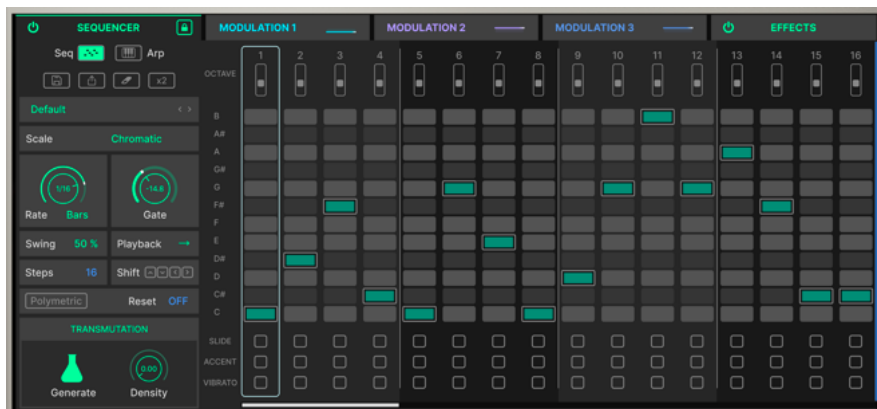 SEQUENCER
MODULATION 1
MODULATION 2
MODULATION 3
EFFECTS
Seq
Arp
x2
OCTAVE
1 2 3 4 5 6 7 8 9 10 11 12 13 14 15 16
Default
B
A#
A
G#
G
F#
F
E
D#
D
C#
C
Scale Chromatic
1/16
-14.6
Rate Bars
Gate
Swing 50 %
Playback
Steps 16
Shift
Polymetric
Reset OFF
TRANSMUTATION
0.00
Generate
Density
SLIDE
ACCENT
VIBRATO